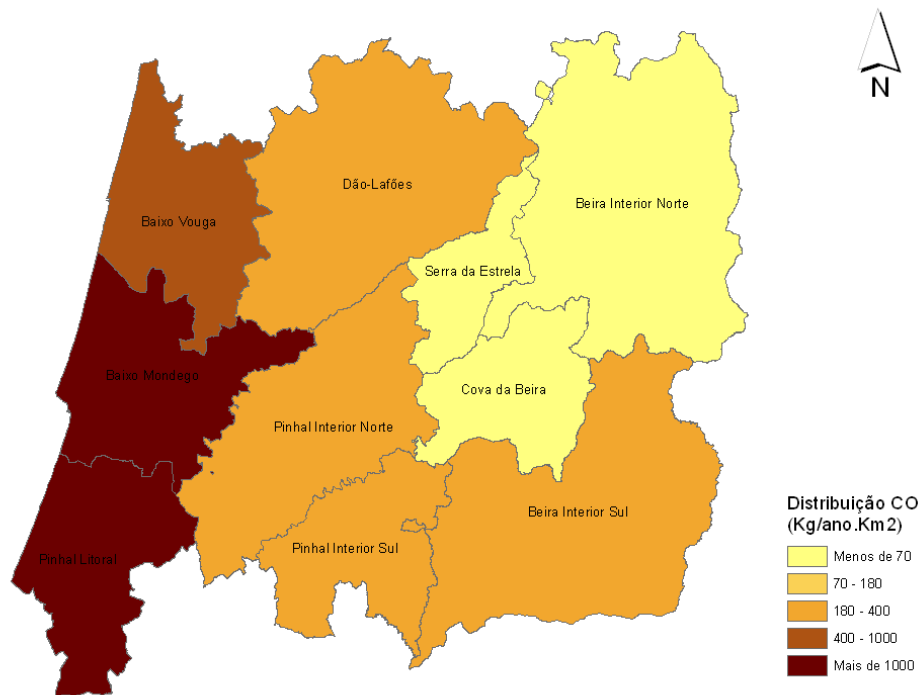 N
Dão-Lafões
Beira Interior Norte
Baixo Vouga
Serra da Estrela
Baixo Mondego
Cova da Beira
Pinhal Interior Norte
Beira Interior Sul
Pinhal Interior Sul
Pinhal Litoral
Distribuição CO
(Kg/ano.Km2)
Menos de 70
70 - 180
180 - 400
400 - 1000
Mais de 1000